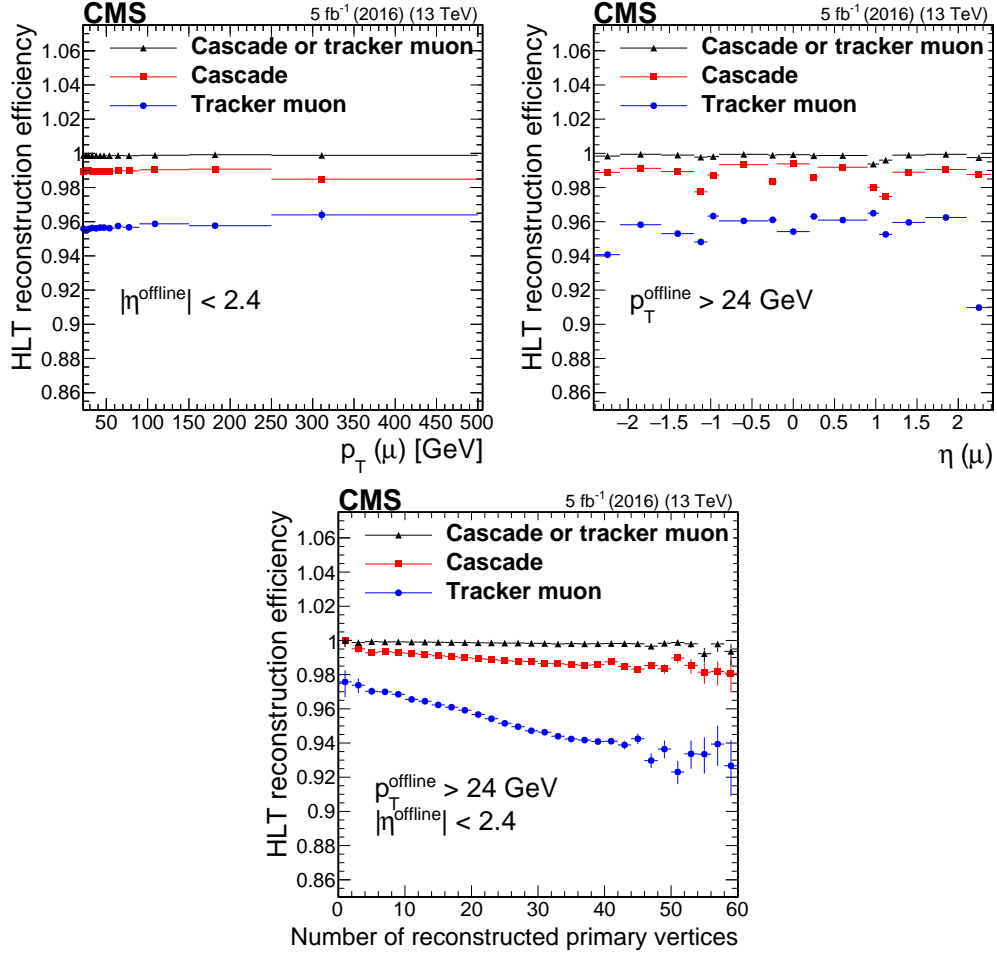 CMS
5 fb-1 (2016) (13 TeV)
HLT reconstruction efficiency
1.06
1.04
1.02
1
0.98
0.96
0.94
0.92
0.9
0.88
0.86
Cascade or tracker muon
Cascade
Tracker muon
|ηoffline| < 2.4
50 100 150 200 250 300 350 400 450 500
pT (μ) [GeV]
CMS
5 fb-1 (2016) (13 TeV)
HLT reconstruction efficiency
1.06
1.04
1.02
1
0.98
0.96
0.94
0.92
0.9
0.88
0.86
Cascade or tracker muon
Cascade
Tracker muon
pToffline > 24 GeV
−2 −1.5 −1 −0.5 0 0.5 1 1.5 2
η (μ)
CMS
5 fb-1 (2016) (13 TeV)
HLT reconstruction efficiency
1.06
1.04
1.02
1
0.98
0.96
0.94
0.92
0.9
0.88
0.86
Cascade or tracker muon
Cascade
Tracker muon
pToffline > 24 GeV
|ηoffline| < 2.4
0 10 20 30 40 50 60
Number of reconstructed primary vertices